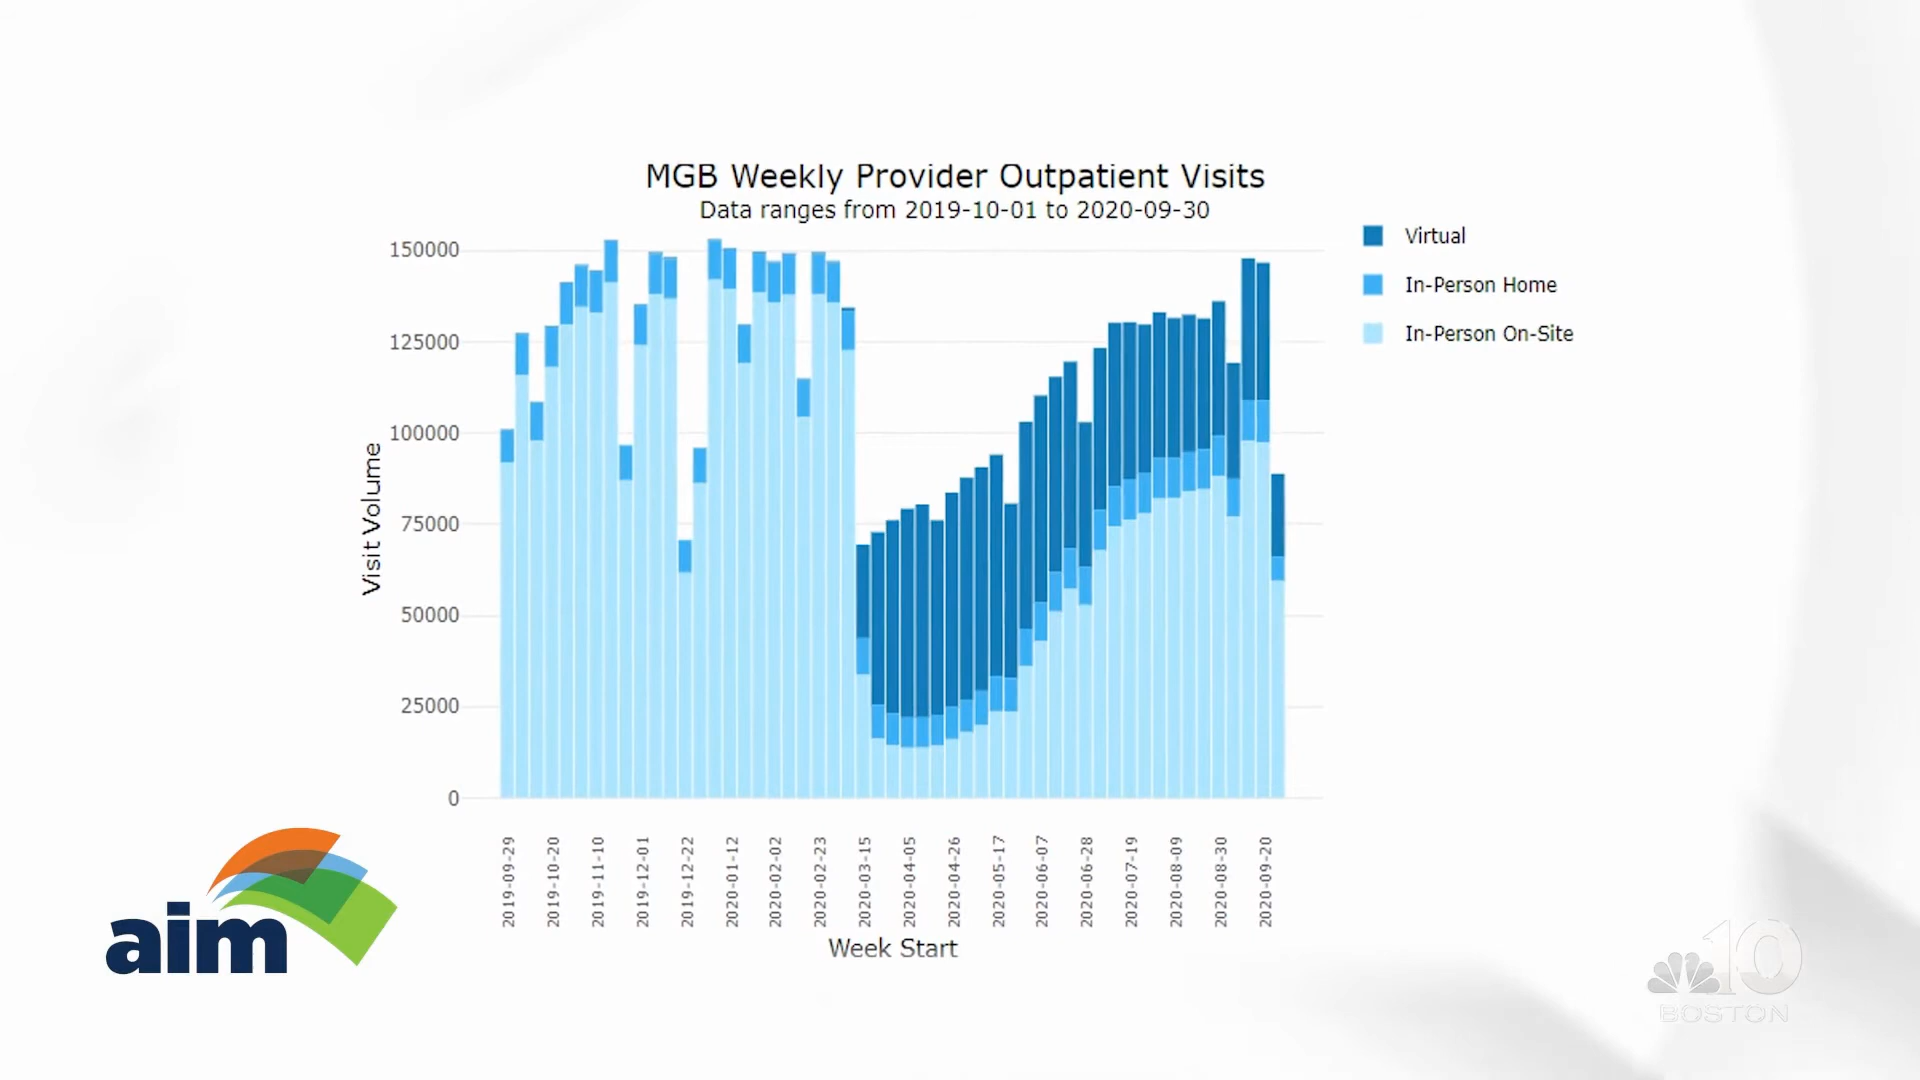 MGB Weekly Provider Outpatient Visits
Data ranges from 2019-10-01 to 2020-09-30
Virtual
In-Person Home
In-Person On-Site
150000
125000
100000
75000
50000
25000
0
Visit Volume
2019-09-29
2019-10-20
2019-11-10
2019-12-01
2019-12-22
2020-01-12
2020-02-02
2020-02-23
2020-03-15
2020-04-05
2020-04-26
2020-05-17
2020-06-07
2020-06-28
2020-07-19
2020-08-09
2020-08-30
2020-09-20
Week Start
aim
10
BOSTON